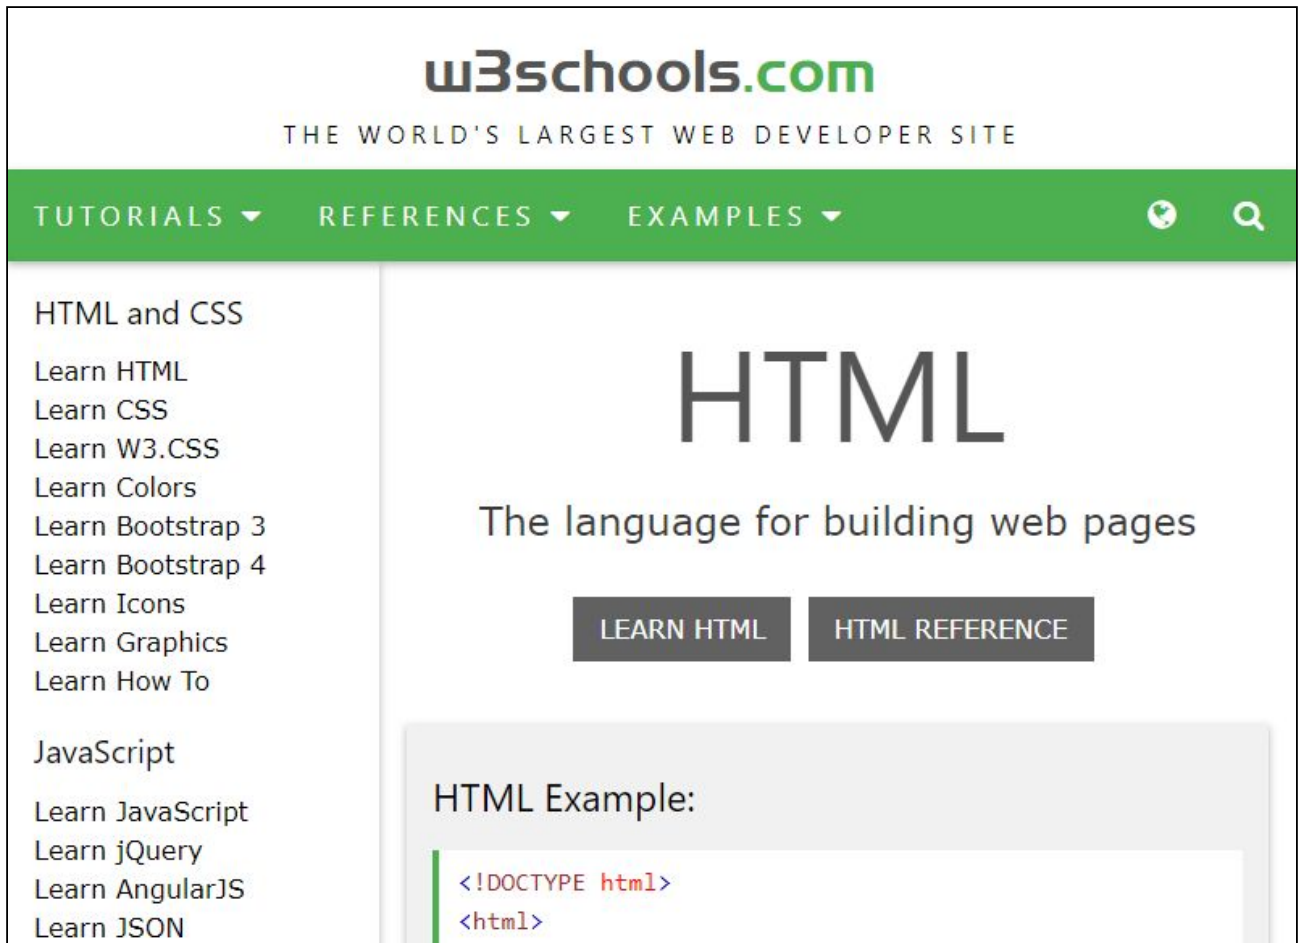 w3schools.com
THE WORLD'S LARGEST WEB DEVELOPER SITE
TUTORIALS REFERENCES EXAMPLES
HTML and CSS
Learn HTML
Learn CSS
Learn W3.CSS
Learn Colors
Learn Bootstrap 3
Learn Bootstrap 4
Learn Icons
Learn Graphics
Learn How To
JavaScript
Learn JavaScript
Learn jQuery
Learn AngularJS
Learn JSON
HTML
The language for building web pages
LEARN HTML HTML REFERENCE
HTML Example:
<!DOCTYPE html>
<html>